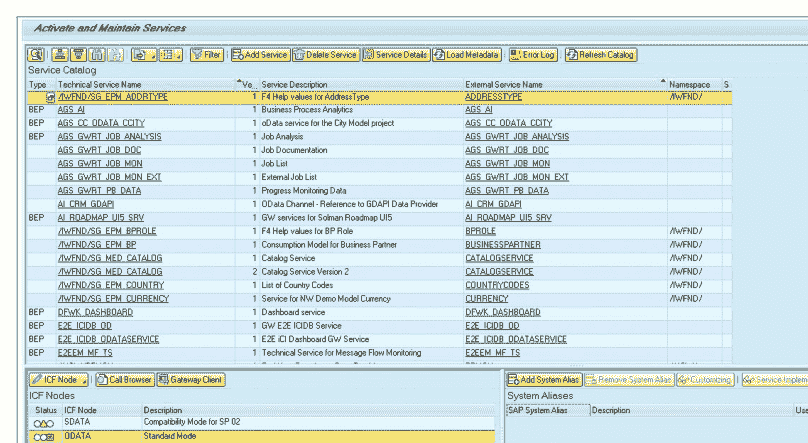 Activate and Maintain Services
Filter Add Service Delete Service Service Details Load Metadata Error Log Refresh Catalog
Service Catalog
Type Technical Service Name Ve... Service Description External Service Name Namespace S
/IWFND/SG_EPM_ADDRTYPE 1 F4 Help values for AddressType ADDRESSTYPE /IWFND/
BEP AGS_AI 1 Business Process Analytics AGS_AI
BEP AGS_CC_ODATA_CCITY 1 oData service for the City Model project AGS_CC_ODATA_CCITY
BEP AGS_GWRT_JOB_ANALYSIS 1 Job Analysis AGS_GWRT_JOB_ANALYSIS
AGS_GWRT_JOB_DOC 1 Job Documentation AGS_GWRT_JOB_DOC
AGS_GWRT_JOB_MON 1 Job List AGS_GWRT_JOB_MON
AGS_GWRT_JOB_MON_EXT 1 External Job List AGS_GWRT_JOB_MON_EXT
AGS_GWRT_PB_DATA 1 Progress Monitoring Data AGS_GWRT_PB_DATA
AI_CRM_GDAPI 1 OData Channel - Reference to GDAPI Data Provider AI_CRM_GDAPI
BEP AI_ROADMAP_UI5_SRV 1 GW services for Solman Roadmap UI5 AI_ROADMAP_UI5_SRV
/IWFND/SG_EPM_BPROLE 1 F4 Help values for BP Role BPROLE /IWFND/
/IWFND/SG_EPM_BP 1 Consumption Model for Business Partner BUSINESSPARTNER /IWFND/
/IWFND/SG_MED_CATALOG 1 Catalog Service CATALOGSERVICE /IWFND/
/IWFND/SG_MED_CATALOG 2 Catalog Service Version 2 CATALOGSERVICE /IWFND/
/IWFND/SG_EPM_COUNTRY 1 List of Country Codes COUNTRYCODES /IWFND/
/IWFND/SG_EPM_CURRENCY 1 Service for NW Demo Model Currency CURRENCY /IWFND/
BEP DFWK_DASHBOARD 1 Dashboard service DFWK_DASHBOARD
BEP E2E_ICIDB_OD 1 GW E2E ICIDB Service E2E_ICIDB_OD
BEP E2E_ICIDB_ODATASERVICE 1 E2E iCI Dashboard GW Service E2E_ICIDB_ODATASERVICE
BEP E2EEM_MF_TS 1 Technical Service for Message Flow Monitoring E2EEM_MF_TS
ICF Node Call Browser Gateway Client Add System Alias Remove System Alias Customizing Service Implem
ICF Nodes System Aliases
Status ICF Node Description SAP System Alias Description Use
SDATA Compatibility Mode for SP 02
ODATA Standard Mode